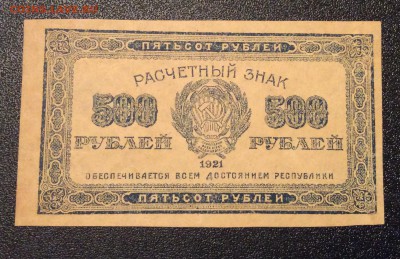 ПЯТЬСОТ РУБЛЕЙ
РАСЧЕТНЫЙ ЗНАК
500 500
РУБЛЕЙ РУБЛЕЙ
1921
ОБЕСПЕЧИВАЕТСЯ ВСЕМ ДОСТОЯНИЕМ РЕСПУБЛИКИ
ПЯТЬСОТ РУБЛЕЙ